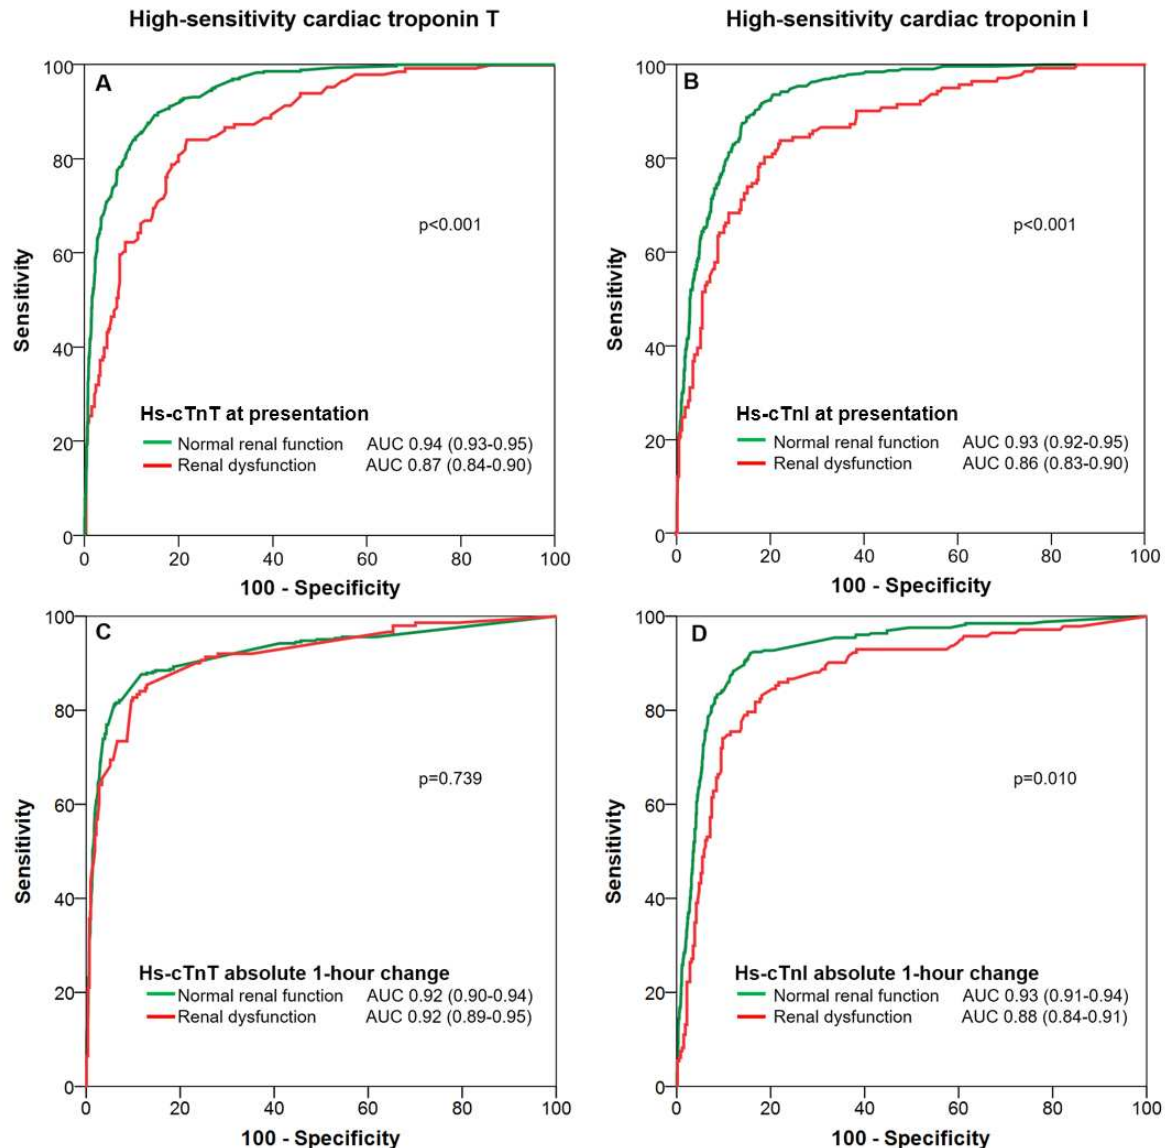 High-sensitivity cardiac troponin T
High-sensitivity cardiac troponin I
A
100
80
60
40
20
0
Sensitivity
p<0.001
Hs-cTnT at presentation
Normal renal function AUC 0.94 (0.93-0.95)
Renal dysfunction AUC 0.87 (0.84-0.90)
0 20 40 60 80 100
100 - Specificity
B
100
80
60
40
20
0
Sensitivity
p<0.001
Hs-cTnI at presentation
Normal renal function AUC 0.93 (0.92-0.95)
Renal dysfunction AUC 0.86 (0.83-0.90)
0 20 40 60 80 100
100 - Specificity
C
100
80
60
40
20
0
Sensitivity
p=0.739
Hs-cTnT absolute 1-hour change
Normal renal function AUC 0.92 (0.90-0.94)
Renal dysfunction AUC 0.92 (0.89-0.95)
0 20 40 60 80 100
100 - Specificity
D
100
80
60
40
20
0
Sensitivity
p=0.010
Hs-cTnI absolute 1-hour change
Normal renal function AUC 0.93 (0.91-0.94)
Renal dysfunction AUC 0.88 (0.84-0.91)
0 20 40 60 80 100
100 - Specificity